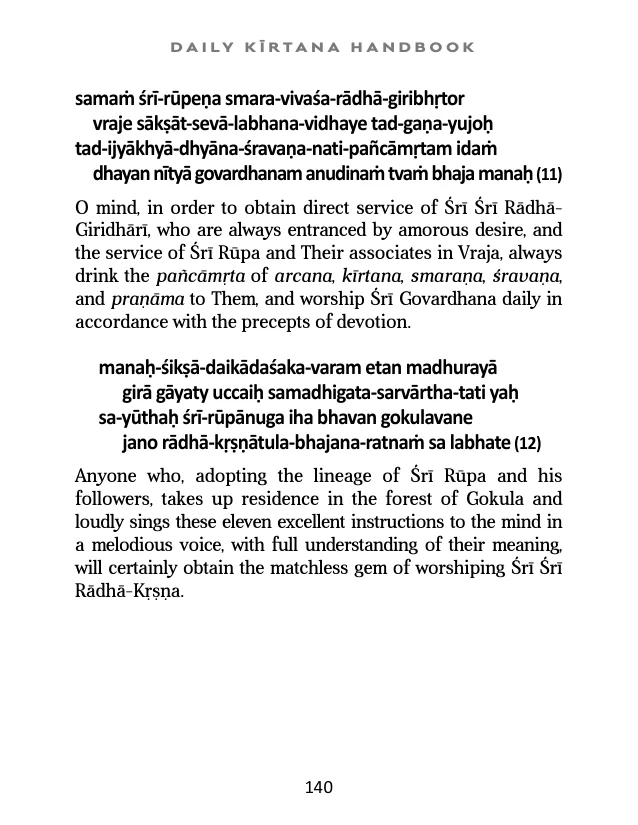 DAILY KĪRTANA HANDBOOK
samaṁ śrī-rūpeṇa smara-vivaśa-rādhā-giribhṛtor
vraje sākṣāt-sevā-labhana-vidhaye tad-gaṇa-yujoḥ
tad-ijyākhyā-dhyāna-śravaṇa-nati-pañcāmṛtam idaṁ
dhayan nītyā govardhanam anudinaṁ tvaṁ bhaja manaḥ (11)
O mind, in order to obtain direct service of Śrī Śrī Rādhā-
Giridhārī, who are always entranced by amorous desire, and
the service of Śrī Rūpa and Their associates in Vraja, always
drink the pañcāmṛta of arcana, kīrtana, smaraṇa, śravaṇa,
and praṇāma to Them, and worship Śrī Govardhana daily in
accordance with the precepts of devotion.
manaḥ-śikṣā-daikādaśaka-varam etan madhurayā
girā gāyaty uccaiḥ samadhigata-sarvārtha-tati yaḥ
sa-yūthaḥ śrī-rūpānuga iha bhavan gokulavane
jano rādhā-kṛṣṇātula-bhajana-ratnaṁ sa labhate (12)
Anyone who, adopting the lineage of Śrī Rūpa and his
followers, takes up residence in the forest of Gokula and
loudly sings these eleven excellent instructions to the mind in
a melodious voice, with full understanding of their meaning,
will certainly obtain the matchless gem of worshiping Śrī Śrī
Rādhā-Kṛṣṇa.
140